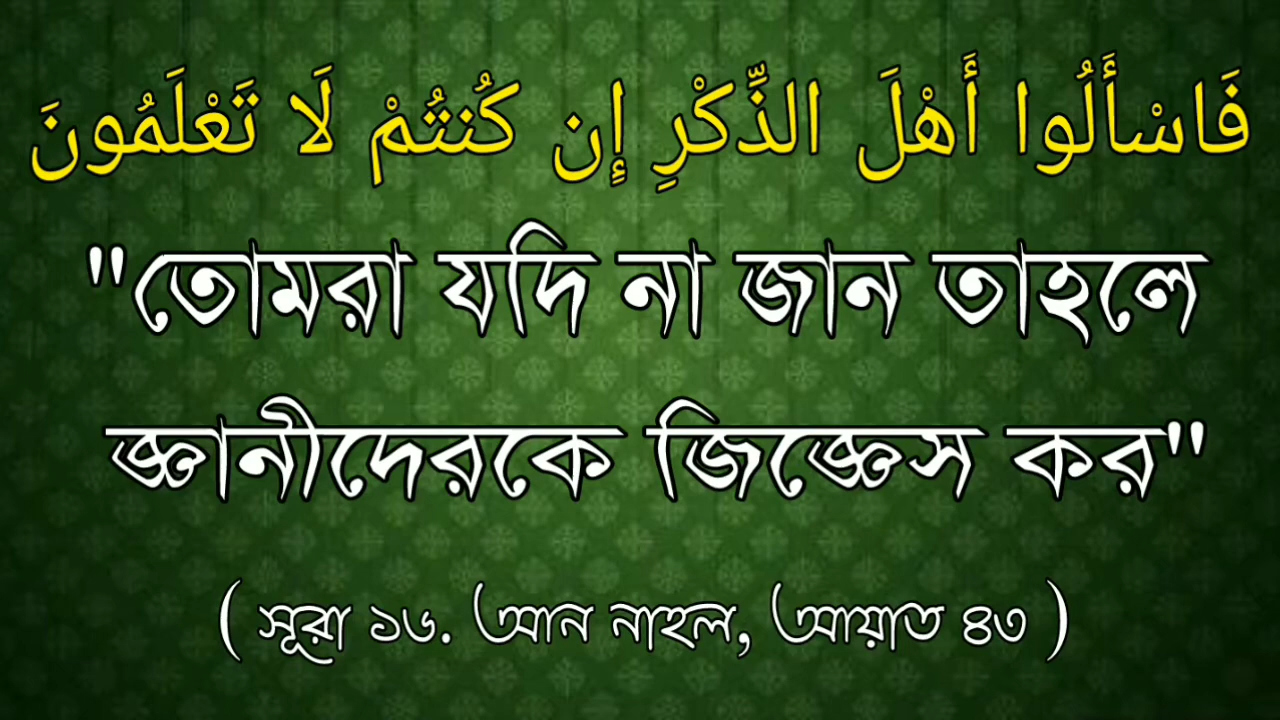 فَاسْأَلُوا أَهْلَ الذِّكْرِ إِن كُنتُمْ لَا تَعْلَمُونَ
"তোমরা যদি না জান তাহলে
জ্ঞানীদেরকে জিজ্ঞেস কর"
( সূরা ১৬. আন নাহল, আয়াত ৪৩ )